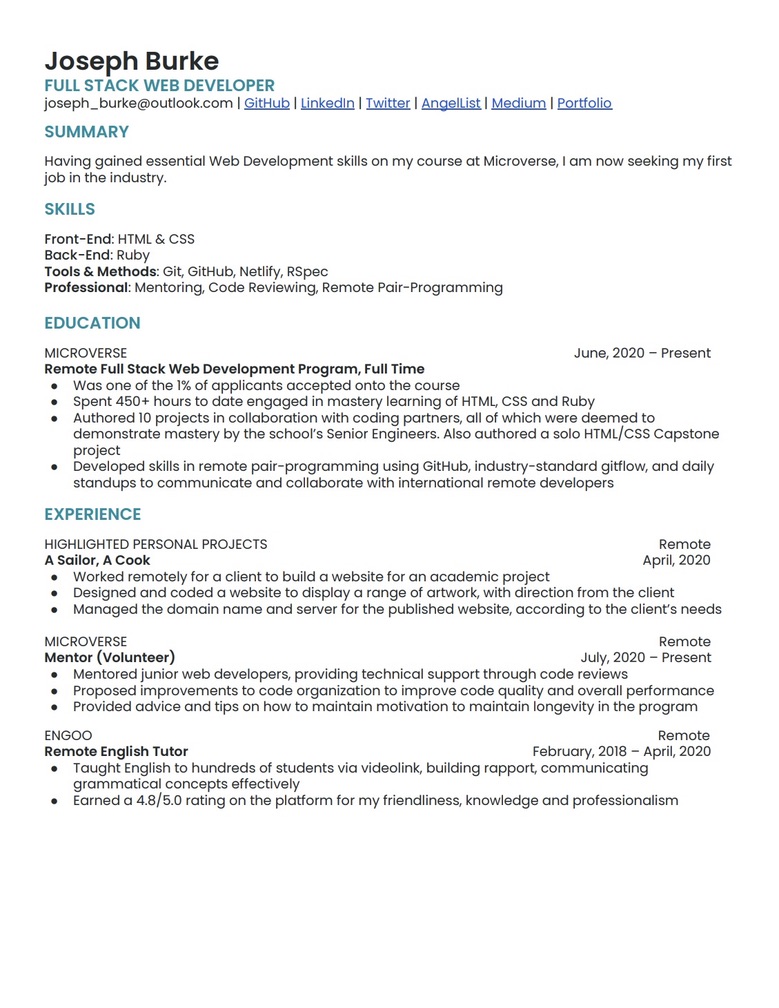 Joseph Burke
FULL STACK WEB DEVELOPER
joseph_burke@outlook.com | GitHub | LinkedIn | Twitter | AngelList | Medium | Portfolio
SUMMARY
Having gained essential Web Development skills on my course at Microverse, I am now seeking my first
job in the industry.
SKILLS
Front-End: HTML & CSS
Back-End: Ruby
Tools & Methods: Git, GitHub, Netlify, RSpec
Professional: Mentoring, Code Reviewing, Remote Pair-Programming
EDUCATION
MICROVERSE June, 2020 – Present
Remote Full Stack Web Development Program, Full Time
● Was one of the 1% of applicants accepted onto the course
● Spent 450+ hours to date engaged in mastery learning of HTML, CSS and Ruby
● Authored 10 projects in collaboration with coding partners, all of which were deemed to
demonstrate mastery by the school's Senior Engineers. Also authored a solo HTML/CSS Capstone
project
● Developed skills in remote pair-programming using GitHub, industry-standard gitflow, and daily
standups to communicate and collaborate with international remote developers
EXPERIENCE
HIGHLIGHTED PERSONAL PROJECTS Remote
A Sailor, A Cook April, 2020
● Worked remotely for a client to build a website for an academic project
● Designed and coded a website to display a range of artwork, with direction from the client
● Managed the domain name and server for the published website, according to the client's needs
MICROVERSE Remote
Mentor (Volunteer) July, 2020 – Present
● Mentored junior web developers, providing technical support through code reviews
● Proposed improvements to code organization to improve code quality and overall performance
● Provided advice and tips on how to maintain motivation to maintain longevity in the program
ENGOO Remote
Remote English Tutor February, 2018 – April, 2020
● Taught English to hundreds of students via videolink, building rapport, communicating
grammatical concepts effectively
● Earned a 4.8/5.0 rating on the platform for my friendliness, knowledge and professionalism